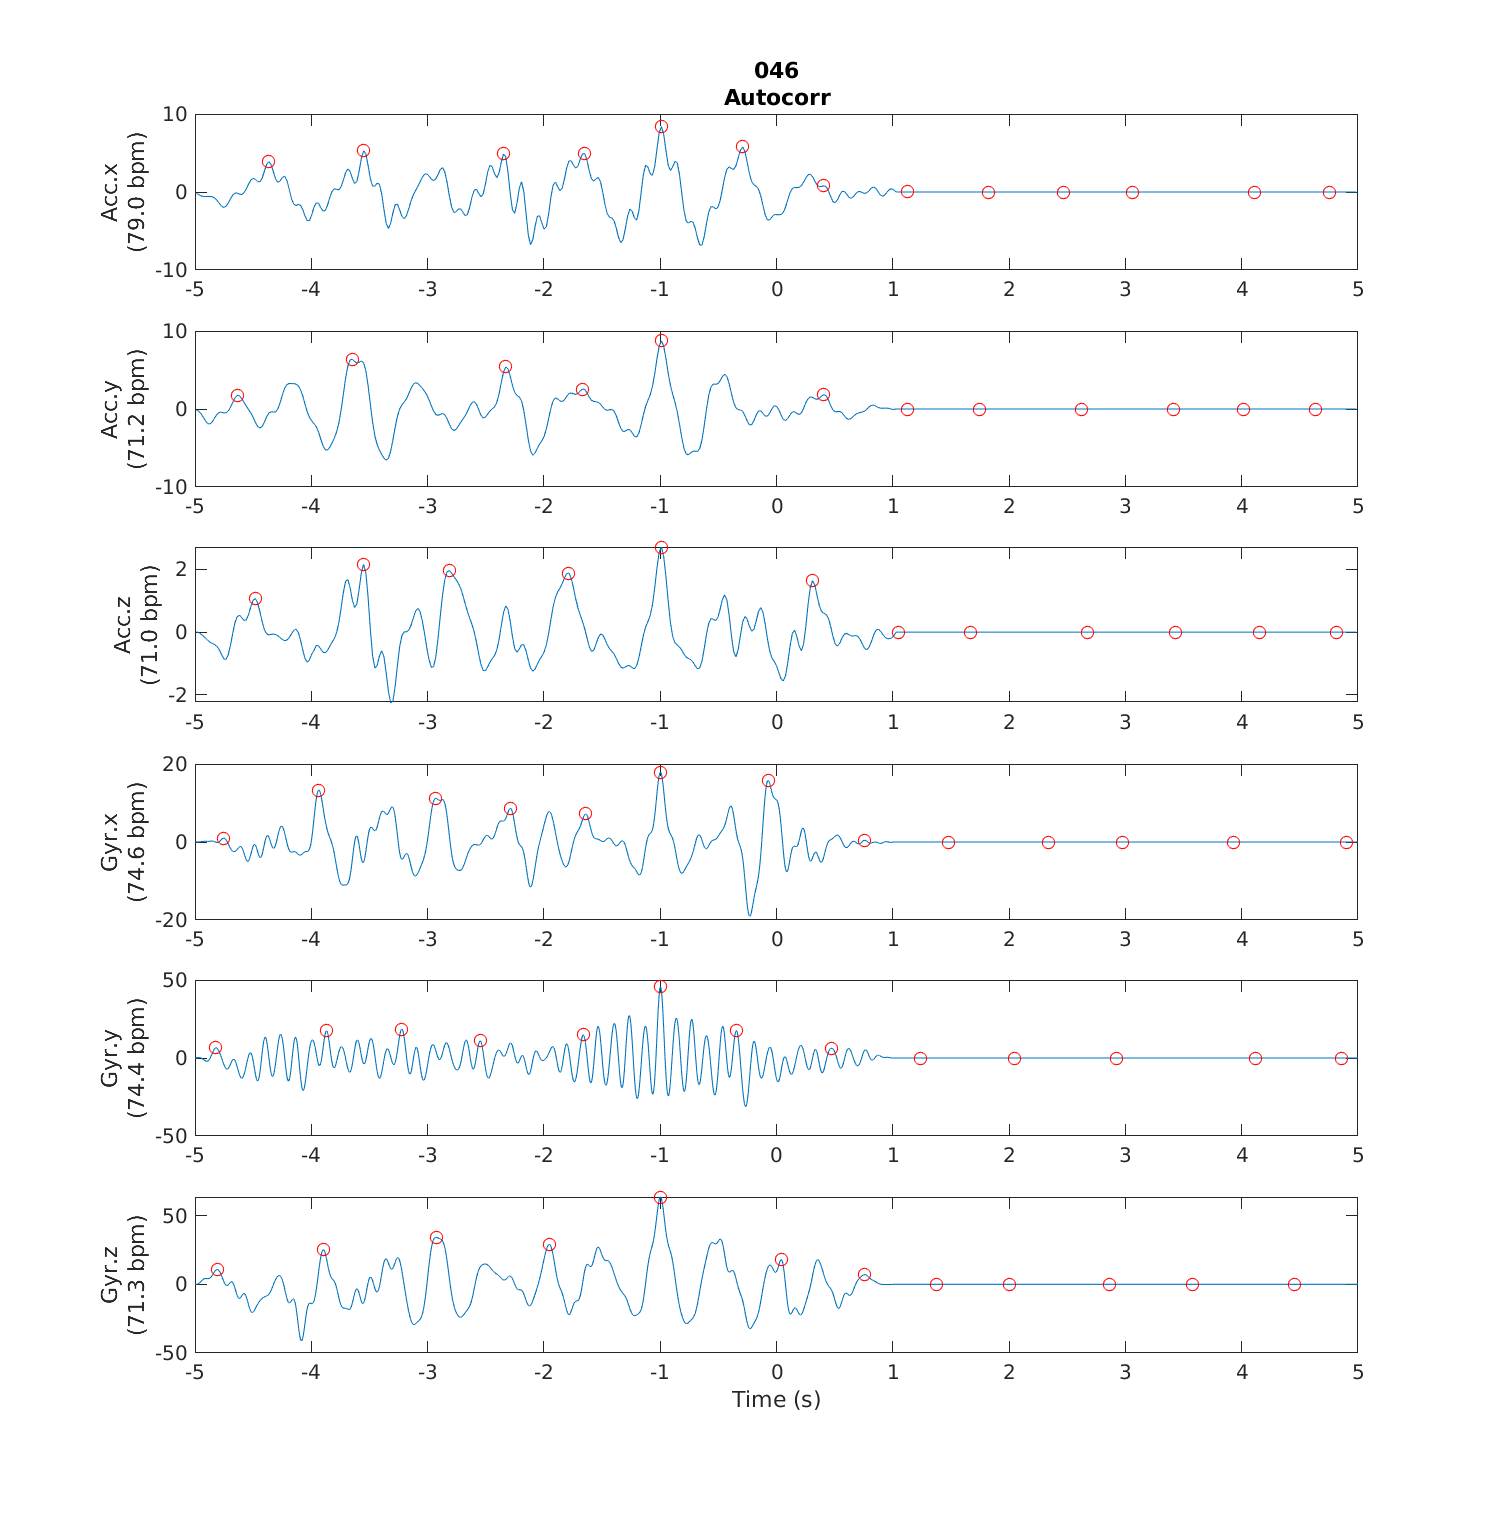 046
Autocorr
Acc.x
(79.0 bpm)
10
0
-10
-5 -4 -3 -2 -1 0 1 2 3 4 5
Acc.y
(71.2 bpm)
10
0
-10
-5 -4 -3 -2 -1 0 1 2 3 4 5
Acc.z
(71.0 bpm)
2
0
-2
-5 -4 -3 -2 -1 0 1 2 3 4 5
Gyr.x
(74.6 bpm)
20
0
-20
-5 -4 -3 -2 -1 0 1 2 3 4 5
Gyr.y
(74.4 bpm)
50
0
-50
-5 -4 -3 -2 -1 0 1 2 3 4 5
Gyr.z
(71.3 bpm)
50
0
-50
-5 -4 -3 -2 -1 0 1 2 3 4 5
Time (s)